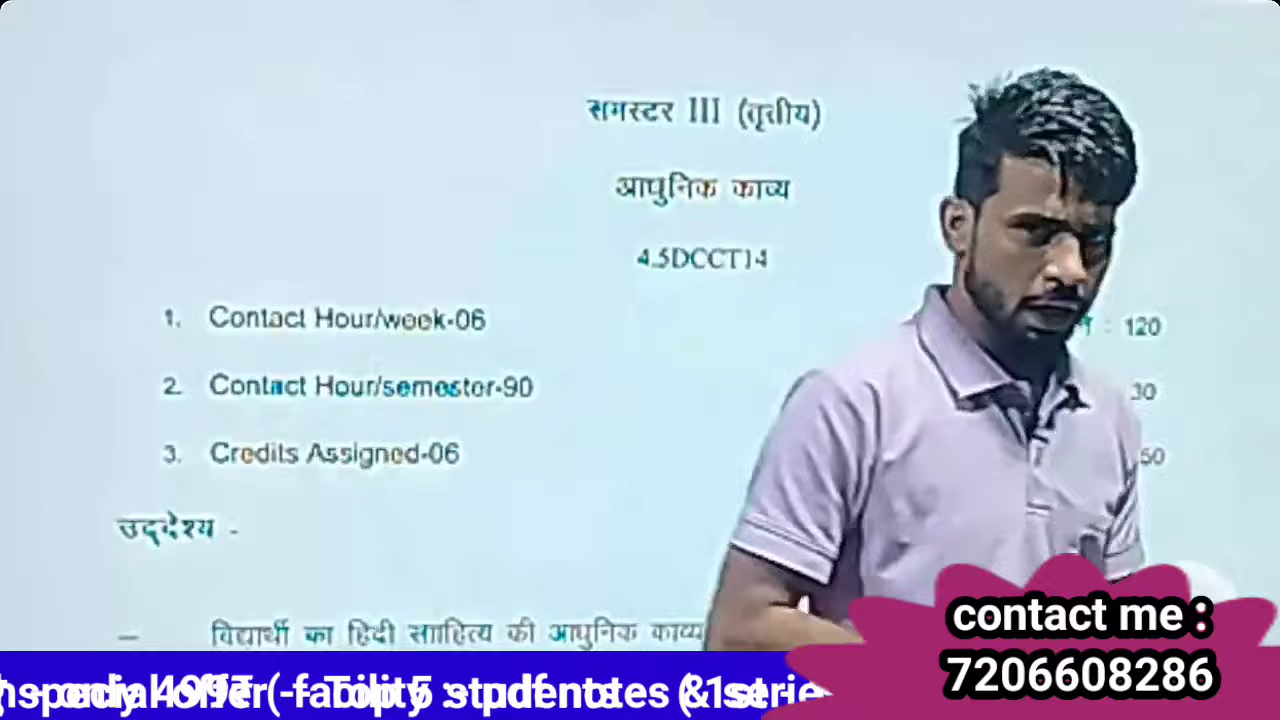 समस्टर III (तृतीय)
आधुनिक काव्य
4.5DCCT14
1. Contact Hour/week-06
: 120
2. Contact Hour/semester-90
30
3. Credits Assigned-06
50
उद्देश्य -
– विद्यार्थी का हिदी साहित्य की आधुनिक काव्य
contact me :
7206608286